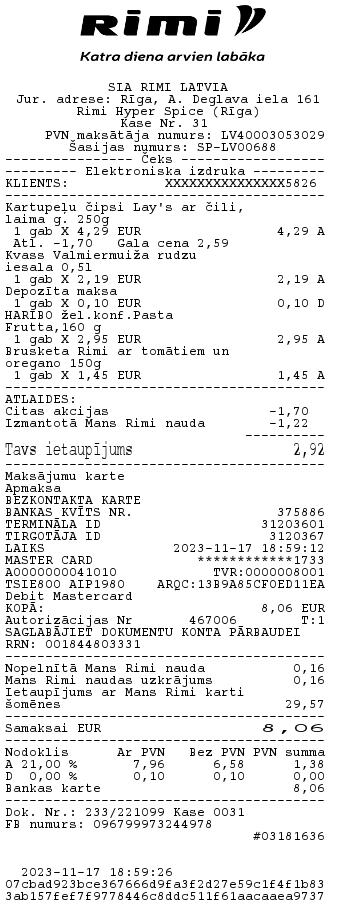 RIMI
Katra diena arvien labāka
SIA RIMI LATVIA
Jur. adrese: Rīga, A. Deglava iela 161
Rimi Hyper Spice (Rīga)
Kase Nr. 31
PVN maksātāja numurs: LV40003053029
Šasijas numurs: SP-LV00688
---------------- Čeks ------------------
---------- Elektroniska izdruka ---------
KLIENTS: XXXXXXXXXXXXXXX5826
Kartupeļu čipsi Lay's ar čili,
laima g. 250g
1 gab X 4,29 EUR 4,29 A
Atl. -1,70 Gala cena 2,59
Kvass Valmiermuiža rudzu
iesala 0,5l
1 gab X 2,19 EUR 2,19 A
Depozīta maksa
1 gab X 0,10 EUR 0,10 D
HARIBO žel.konf.Pasta
Frutta,160 g
1 gab X 2,95 EUR 2,95 A
Brusketa Rimi ar tomātiem un
oregano 150g
1 gab X 1,45 EUR 1,45 A
ATLAIDES:
Citas akcijas -1,70
Izmantotā Mans Rimi nauda -1,22
Tavs ietaupījums 2,92
Maksājumu karte
Apmaksa
BEZKONTAKTA KARTE
BANKAS KVĪTS NR. 375886
TERMINĀLA ID 31203601
TIRGOTĀJA ID 3120367
LAIKS 2023-11-17 18:59:12
MASTER CARD ************1733
A0000000041010 TVR:0000008001
TSIE800 AIP1980 ARQC:13B9A85CF0ED11EA
Debit Mastercard
KOPĀ: 8,06 EUR
Autorizācijas Nr 467006 T:1
SAGLABĀJIET DOKUMENTU KONTA PĀRBAUDEI
RRN: 001844803331
Nopelnītā Mans Rimi nauda 0,16
Mans Rimi naudas uzkrājums 0,16
Ietaupījums ar Mans Rimi karti
šomēnes 29,57
Samaksai EUR 8,06
Nodoklis Ar PVN Bez PVN PVN summa
A 21,00 % 7,96 6,58 1,38
D 0,00 % 0,10 0,10 0,00
Bankas karte 8,06
Dok. Nr.: 233/221099 Kase 0031
FB numurs: 096799973244978
#03181636
2023-11-17 18:59:26
07cbad923bce367666d9fa3f2d27e59c1f4f1b83
3ab157fef7f9778446c8ddc511f61aacaaea9737